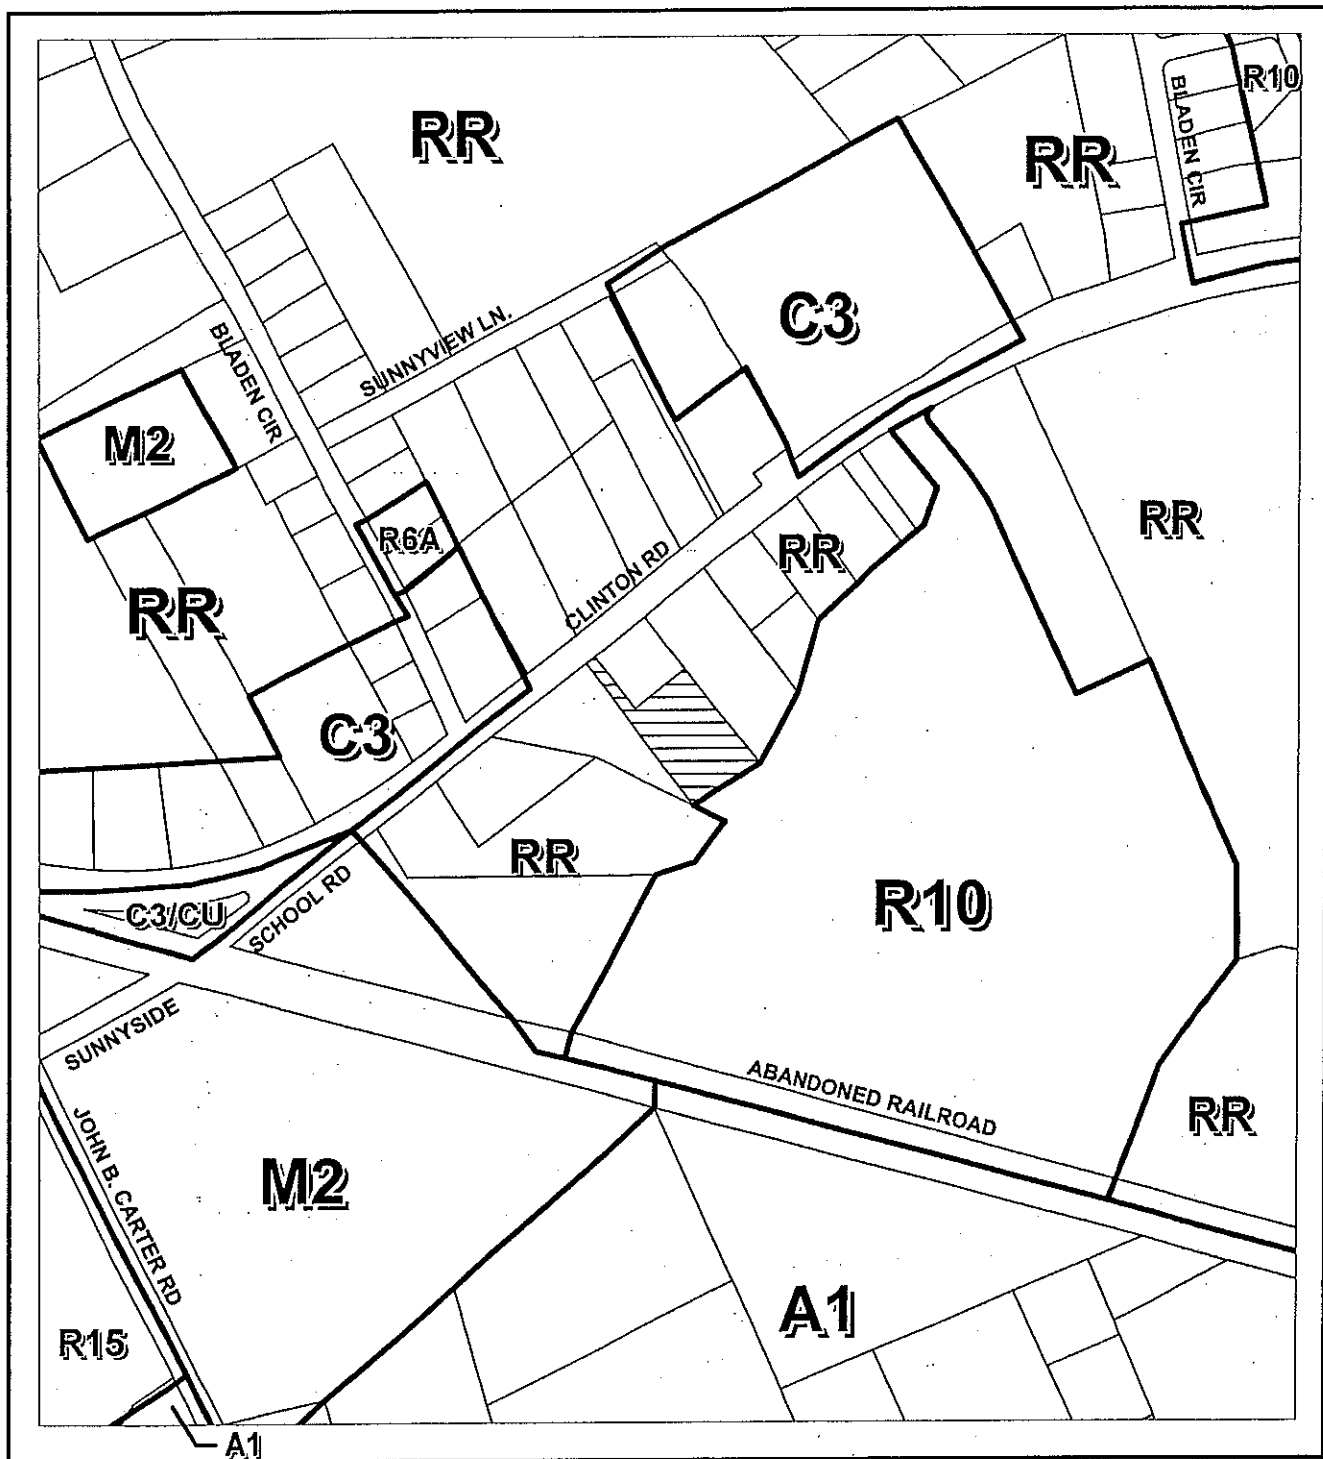 RR
R10
BLADEN CIR
RR
C3
SUNNYVIEW LN.
BLADEN CIR
M2
R6A
RR
RR
CLINTON RD
RR
C3
RR
R10
C3/CU
SCHOOL RD
SUNNYSIDE
ABANDONED RAILROAD
RR
JOHN B. CARTER RD
M2
A1
R15
A1